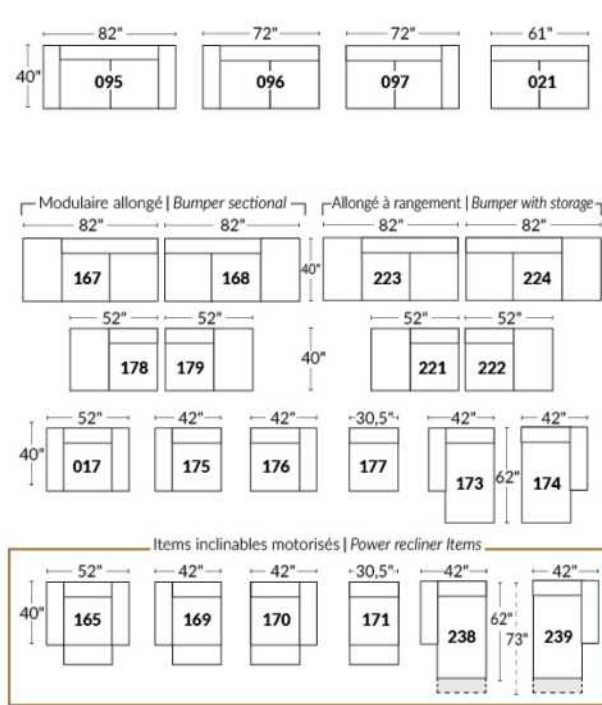 82" 72" 72" 61"
40" 095 096 097 021
Modulaire allongé | Bumper sectional Allongé à rangement | Bumper with storage
82" 82" 82" 82"
167 168 40" 223 224
52" 52" 52" 52"
178 179 40" 221 222
52" 42" 42" 30,5" 42" 42"
40" 017 175 176 177 173 62" 174
Items inclinables motorisés | Power recliner Items
52" 42" 42" 30,5" 42" 42"
40" 165 169 170 171 238 62" 73" 239